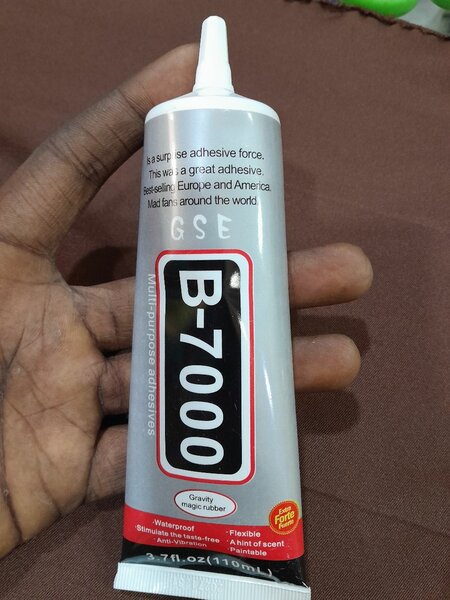 Is a surprise adhesive force.
This was a great adhesive.
Best-selling Europe and America.
Mad fans around the world.
GSE
B-7000
Multi-purpose adhesives
Gravity
magic rubber
Extra
Forte
Fuerte
·Waterproof
·Stimulate the taste-free
·Anti-Vibration
·Flexible
·A hint of scent
·Paintable
3.7fl.oz(110mL)